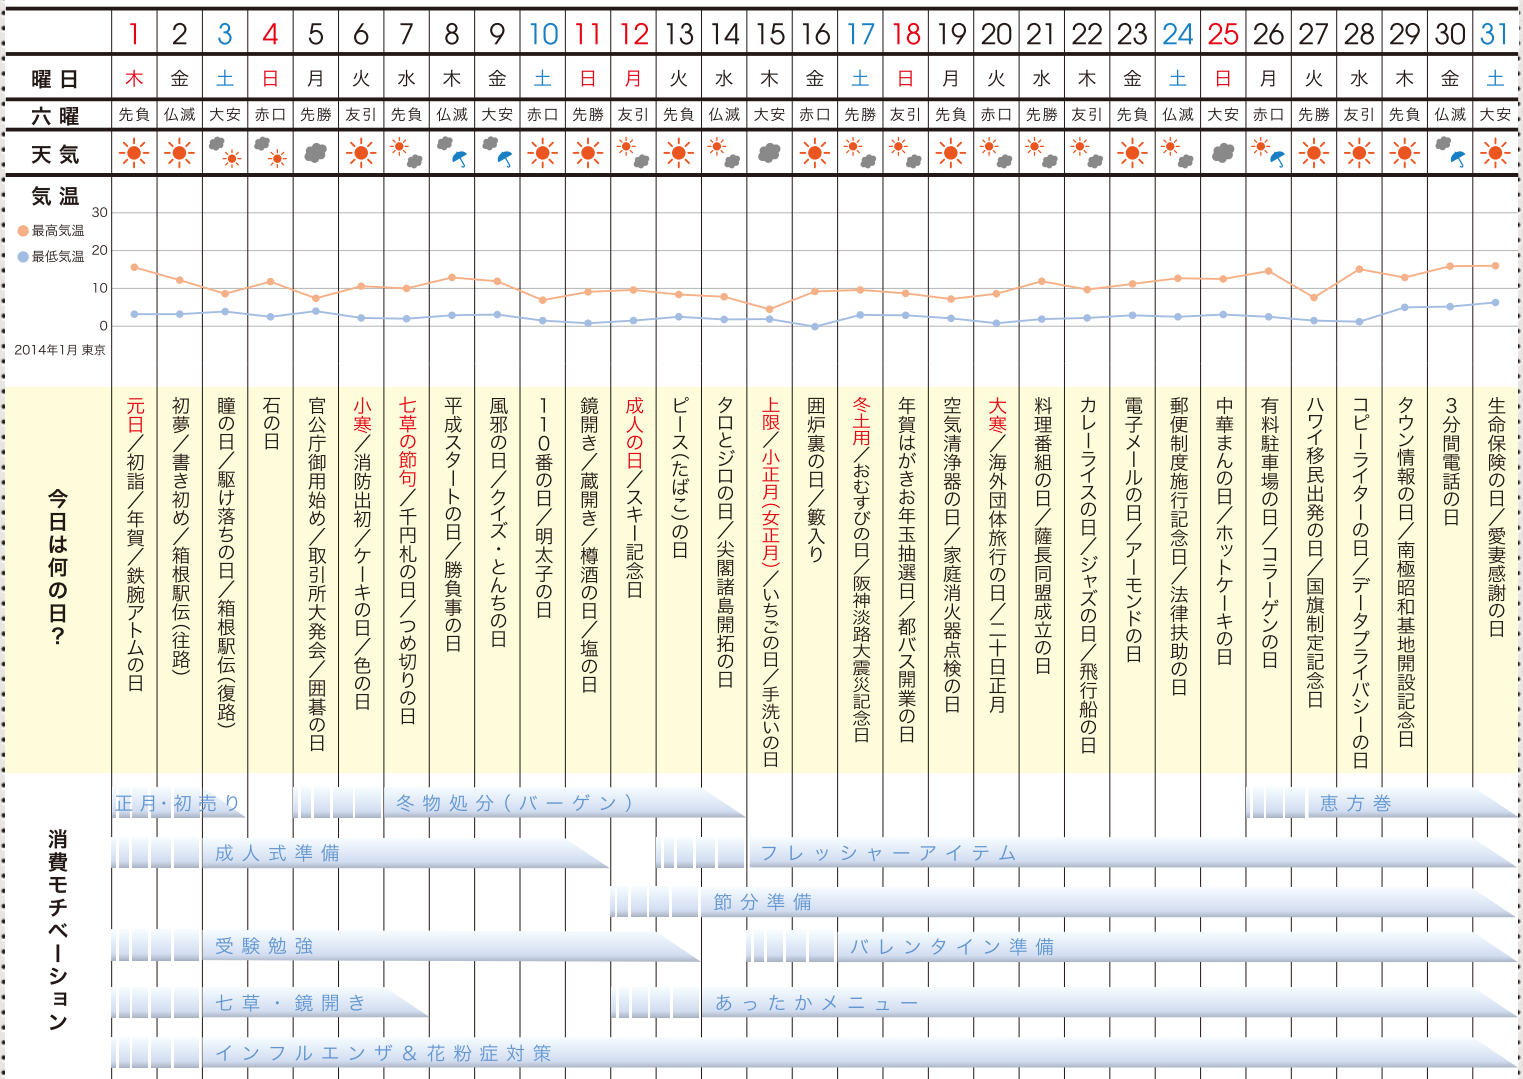 1 2 3 4 5 6 7 8 9 10 11 12 13 14 15 16 17 18 19 20 21 22 23 24 25 26 27 28 29 30 31
曜日 木 金 土 日 月 火 水 木 金 土 日 月 火 水 木 金 土 日 月 火 水 木 金 土 日 月 火 水 木 金 土
六曜 先負 仏滅 大安 赤口 先勝 友引 先負 仏滅 大安 赤口 先勝 友引 先負 仏滅 大安 赤口 先勝 友引 先負 赤口 先勝 友引 先負 仏滅 大安 赤口 先勝 友引 先負 仏滅 大安
天気
気温
30
最高気温
20
最低気温
10
0
2014年1月 東京
今日は何の日？
元日／初詣／年賀／鉄腕アトムの日
初夢／書き初め／箱根駅伝（往路）
瞳の日／駆け落ちの日／箱根駅伝（復路）
石の日
官公庁御用始め／取引所大発会／囲碁の日
小寒／消防出初／ケーキの日／色の日
七草の節句／千円札の日／つめ切りの日
平成スタートの日／勝負事の日
風邪の日／クイズ・とんちの日
110番の日／明太子の日
鏡開き／蔵開き／樽酒の日／塩の日
成人の日／スキー記念日
ピース（たばこ）の日
タロとジロの日／尖閣諸島開拓の日
上限／小正月（女正月）／いちごの日／手洗いの日
囲炉裏の日／籔入り
冬土用／おむすびの日／阪神淡路大震災記念日
年賀はがきお年玉抽選日／都バス開業の日
空気清浄器の日／家庭消火器点検の日
大寒／海外団体旅行の日／二十日正月
料理番組の日／薩長同盟成立の日
カレーライスの日／ジャズの日／飛行船の日
電子メールの日／アーモンドの日
郵便制度施行記念日／法律扶助の日
中華まんの日／ホットケーキの日
有料駐車場の日／コラーゲンの日
ハワイ移民出発の日／国旗制定記念日
コピーライターの日／データプライバシーの日
タウン情報の日／南極昭和基地開設記念日
3分間電話の日
生命保険の日／愛妻感謝の日
消費モチベーション
正月・初売り 冬物処分（バーゲン） 恵方巻
成人式準備 フレッシャーアイテム
節分準備
受験勉強 バレンタイン準備
七草・鏡開き あったかメニュー
インフルエンザ＆花粉症対策